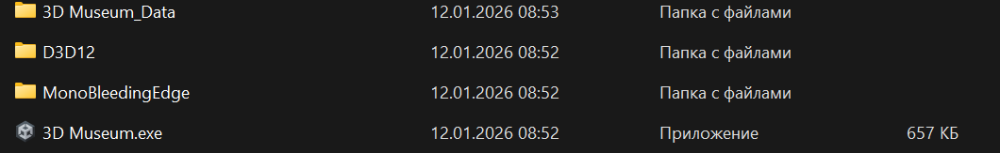 3D Museum_Data 12.01.2026 08:53 Папка с файлами
D3D12 12.01.2026 08:52 Папка с файлами
MonoBleedingEdge 12.01.2026 08:52 Папка с файлами
3D Museum.exe 12.01.2026 08:52 Приложение 657 КБ